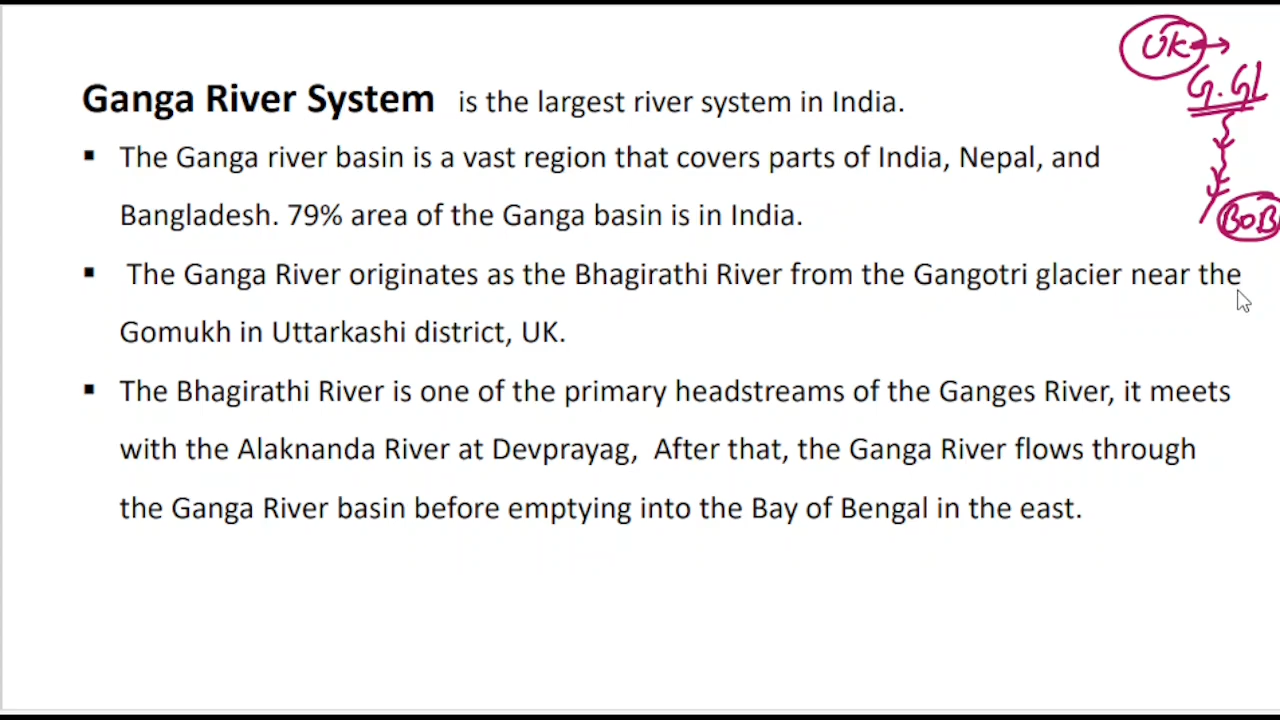 UK →
G.Gl
BOB
Ganga River System is the largest river system in India.
▪ The Ganga river basin is a vast region that covers parts of India, Nepal, and
Bangladesh. 79% area of the Ganga basin is in India.
▪ The Ganga River originates as the Bhagirathi River from the Gangotri glacier near the
Gomukh in Uttarkashi district, UK.
▪ The Bhagirathi River is one of the primary headstreams of the Ganges River, it meets
with the Alaknanda River at Devprayag, After that, the Ganga River flows through
the Ganga River basin before emptying into the Bay of Bengal in the east.